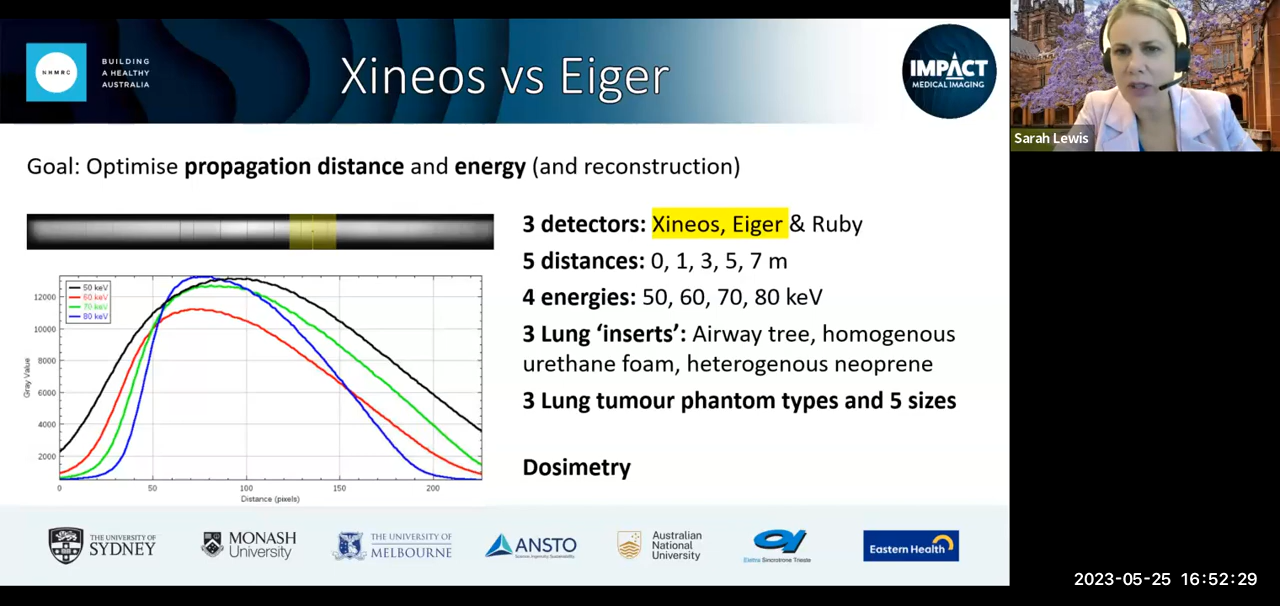 NHMRC
BUILDING
A HEALTHY
AUSTRALIA
Xineos vs Eiger
IMPACT
MEDICAL IMAGING
Sarah Lewis
Goal: Optimise propagation distance and energy (and reconstruction)
3 detectors: Xineos, Eiger & Ruby
5 distances: 0, 1, 3, 5, 7 m
4 energies: 50, 60, 70, 80 keV
3 Lung ‘inserts’: Airway tree, homogenous
urethane foam, heterogenous neoprene
3 Lung tumour phantom types and 5 sizes
Dosimetry
50 keV
60 keV
70 keV
80 keV
12000
10000
8000
6000
4000
2000
Gray Value
0 50 100 150 200
Distance (pixels)
THE UNIVERSITY OF
SYDNEY
MONASH
University
THE UNIVERSITY OF
MELBOURNE
ANSTO
Science. Ingenuity. Sustainability.
Australian
National
University
Elettra Sincrotrone Trieste
Eastern Health
2023-05-25 16:52:29